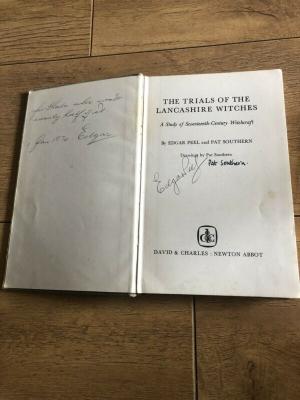 Edgar
THE TRIALS OF THE
LANCASHIRE WITCHES
A Study of Seventeenth-Century Witchcraft
By EDGAR PEEL and PAT SOUTHERN
Drawings by Pat Southern
Edgar Peel
Pat Southern.
DAVID & CHARLES : NEWTON ABBOT